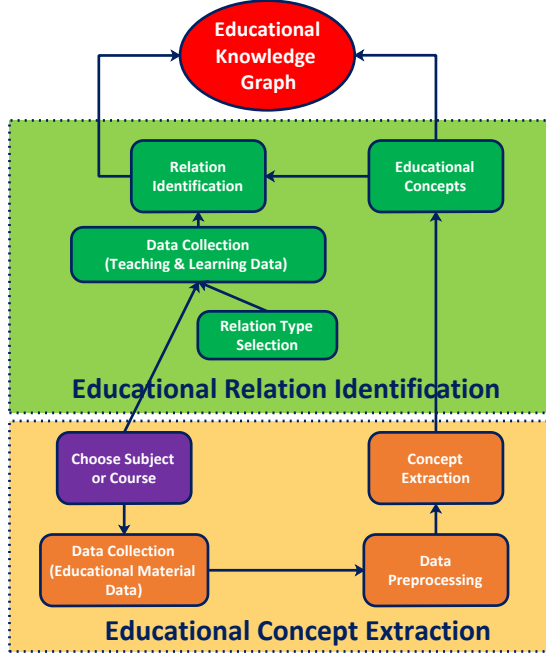 Educational
Knowledge
Graph
Relation
Identification
Educational
Concepts
Data Collection
(Teaching & Learning Data)
Relation Type
Selection
Educational Relation Identification
Choose Subject
or Course
Concept
Extraction
Data Collection
(Educational Material
Data)
Data
Preprocessing
Educational Concept Extraction